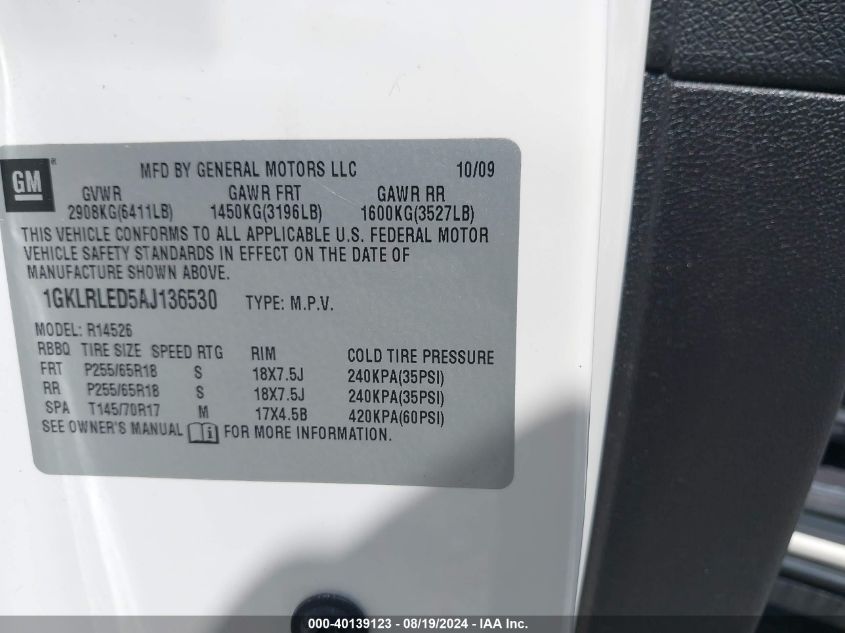 GM
MFD BY GENERAL MOTORS LLC 10/09
GVWR GAWR FRT GAWR RR
2908KG(6411LB) 1450KG(3196LB) 1600KG(3527LB)
THIS VEHICLE CONFORMS TO ALL APPLICABLE U.S. FEDERAL MOTOR
VEHICLE SAFETY STANDARDS IN EFFECT ON THE DATE OF
MANUFACTURE SHOWN ABOVE.
1GKLRLED5AJ136530 TYPE: M.P.V.
MODEL: R14526
RBBQ TIRE SIZE SPEED RTG RIM COLD TIRE PRESSURE
FRT P255/65R18 S 18X7.5J 240KPA(35PSI)
RR P255/65R18 S 18X7.5J 240KPA(35PSI)
SPA T145/70R17 M 17X4.5B 420KPA(60PSI)
SEE OWNER'S MANUAL i FOR MORE INFORMATION.
000-40139123 - 08/19/2024 - IAA Inc.